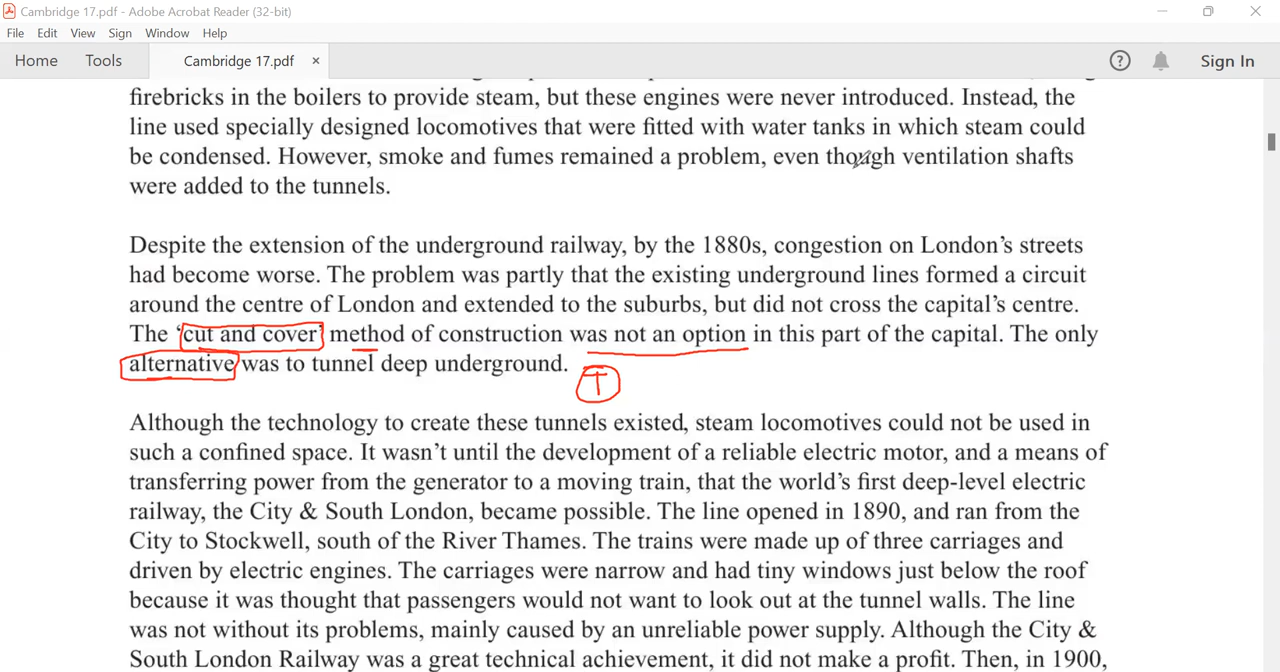 Cambridge 17.pdf - Adobe Acrobat Reader (32-bit)
File Edit View Sign Window Help
Home Tools Cambridge 17.pdf × ? Sign In
firebricks in the boilers to provide steam, but these engines were never introduced. Instead, the
line used specially designed locomotives that were fitted with water tanks in which steam could
be condensed. However, smoke and fumes remained a problem, even though ventilation shafts
were added to the tunnels.
Despite the extension of the underground railway, by the 1880s, congestion on London’s streets
had become worse. The problem was partly that the existing underground lines formed a circuit
around the centre of London and extended to the suburbs, but did not cross the capital’s centre.
The ‘cut and cover’ method of construction was not an option in this part of the capital. The only
alternative was to tunnel deep underground.
T
Although the technology to create these tunnels existed, steam locomotives could not be used in
such a confined space. It wasn’t until the development of a reliable electric motor, and a means of
transferring power from the generator to a moving train, that the world’s first deep-level electric
railway, the City & South London, became possible. The line opened in 1890, and ran from the
City to Stockwell, south of the River Thames. The trains were made up of three carriages and
driven by electric engines. The carriages were narrow and had tiny windows just below the roof
because it was thought that passengers would not want to look out at the tunnel walls. The line
was not without its problems, mainly caused by an unreliable power supply. Although the City &
South London Railway was a great technical achievement, it did not make a profit. Then, in 1900,